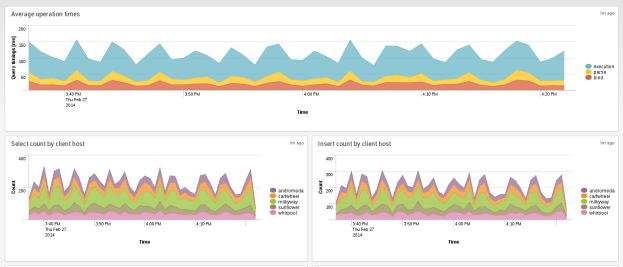 Average operation times
1m ago
Query timings [ms]
200
150
100
50
3:40 PM
Thu Feb 27
2014
3:50 PM
4:00 PM
4:10 PM
4:20 PM
Time
execution
parse
bind
Select count by client host
1m ago
Count
400
300
200
100
3:40 PM
Thu Feb 27
2014
3:50 PM
4:00 PM
4:10 PM
Time
andromeda
cartwheel
milkyway
sunflower
whirlpool
Insert count by client host
1m ago
Count
400
300
200
100
3:40 PM
Thu Feb 27
2014
3:50 PM
4:00 PM
4:10 PM
Time
andromeda
cartwheel
milkyway
sunflower
whirlpool